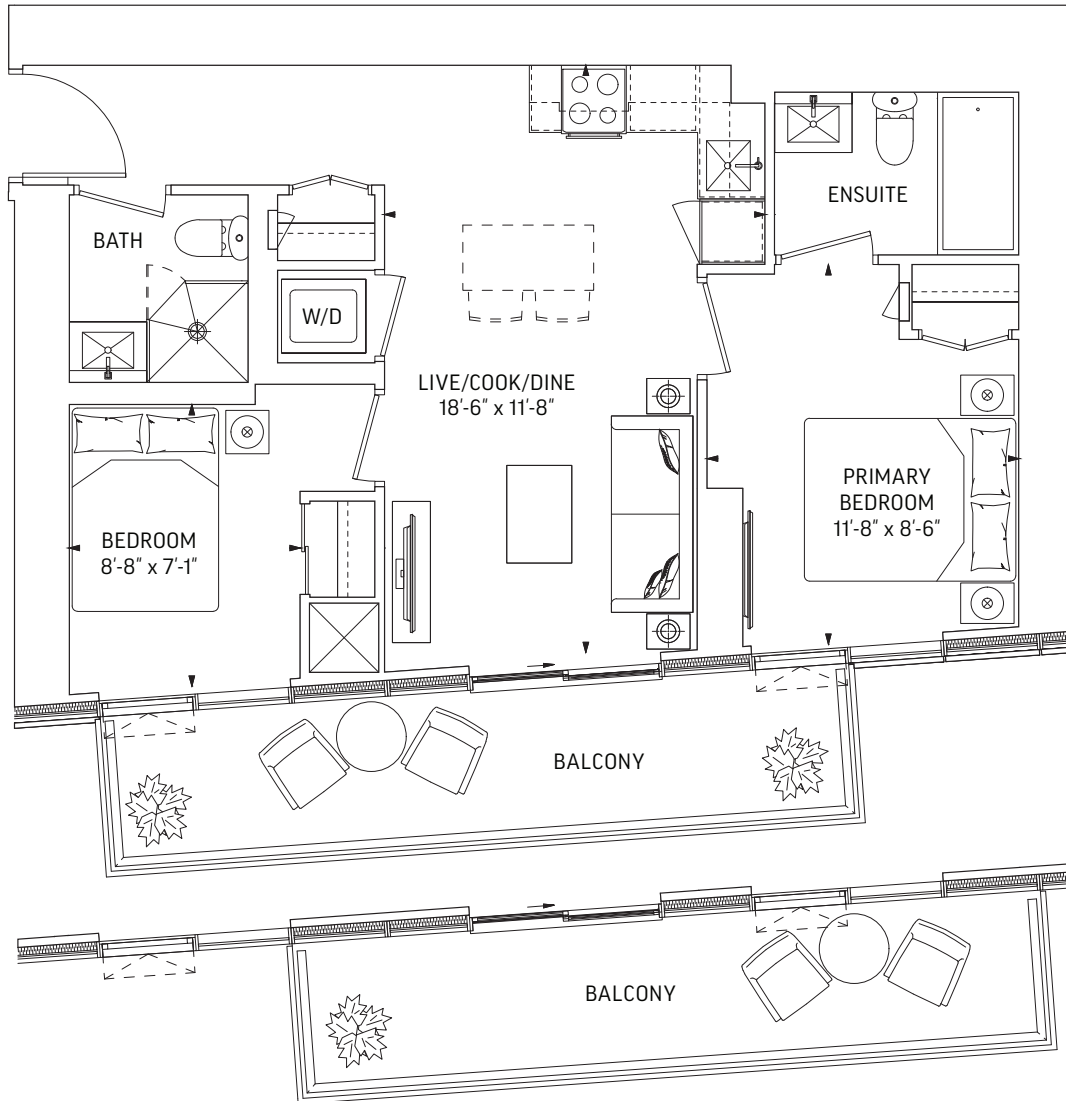 ENSUITE
BATH
W/D
LIVE/COOK/DINE
18'-6" x 11'-8"
PRIMARY
BEDROOM
11'-8" x 8'-6"
BEDROOM
8'-8" x 7'-1"
BALCONY
BALCONY